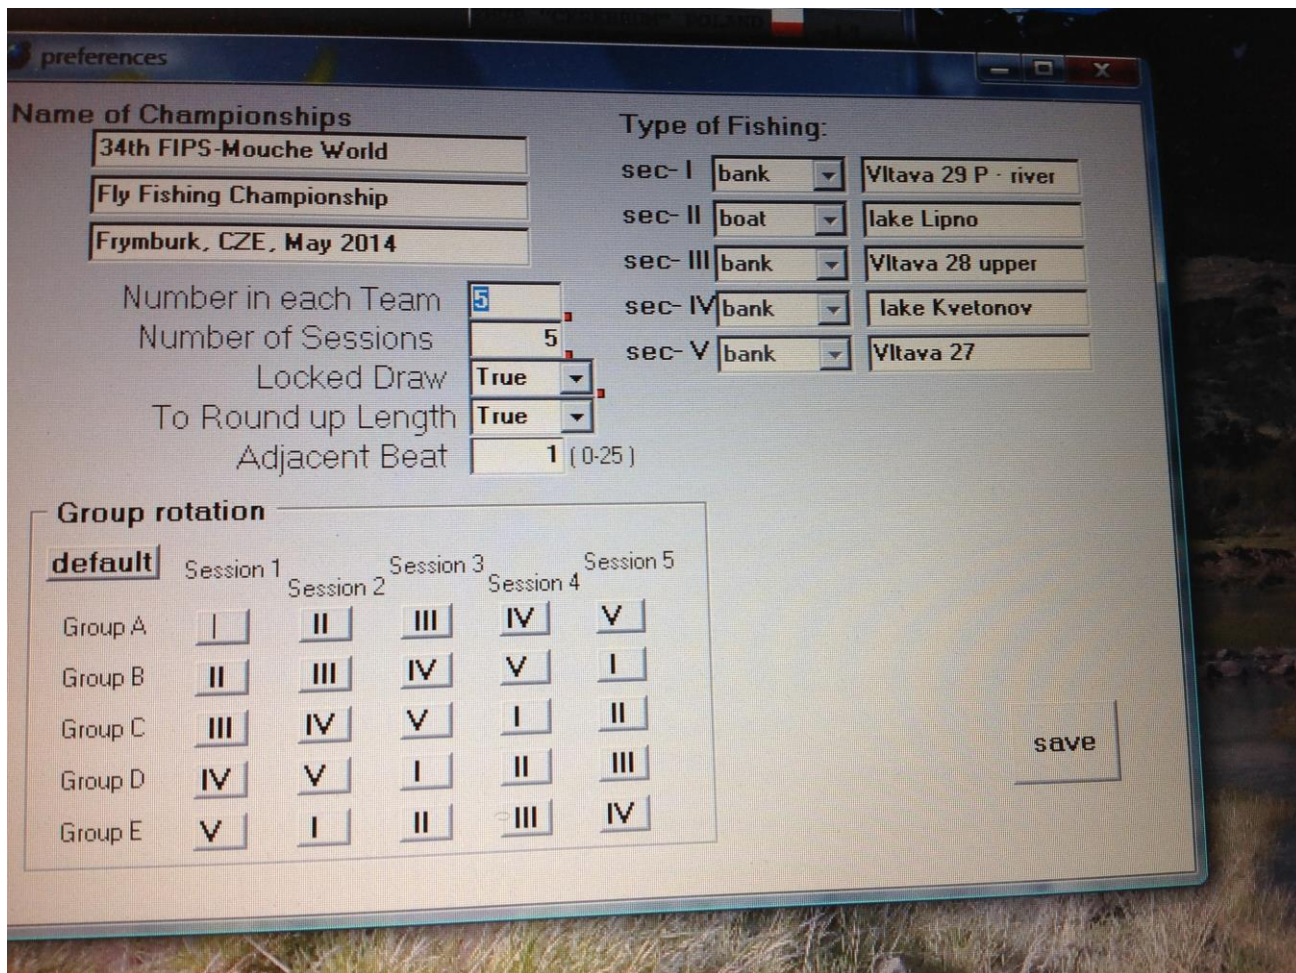 POLAND
preferences
Name of Championships
34th FIPS-Mouche World
Fly Fishing Championship
Frymburk, CZE, May 2014
Type of Fishing:
sec- I bank Vltava 29 P - river
sec- II boat lake Lipno
sec- III bank Vltava 28 upper
sec- IV bank lake Kvetonov
sec- V bank Vltava 27
Number in each Team 5
Number of Sessions 5
Locked Draw True
To Round up Length True
Adjacent Beat 1 ( 0-25 )
Group rotation
default Session 1 Session 2 Session 3 Session 4 Session 5
Group A I II III IV V
Group B II III IV V I
Group C III IV V I II
Group D IV V I II III
Group E V I II III IV
save